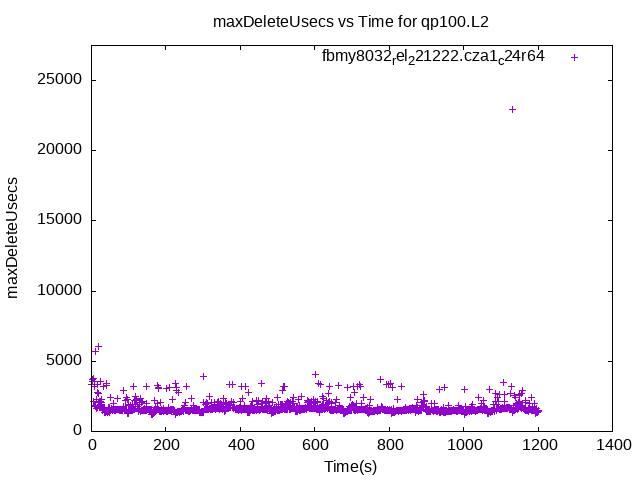 maxDeleteUsecs vs Time for qp100.L2
fbmy8032rel221222.cza1c24r64
25000
20000
15000
10000
5000
0
maxDeleteUsecs
0 200 400 600 800 1000 1200 1400
Time(s)